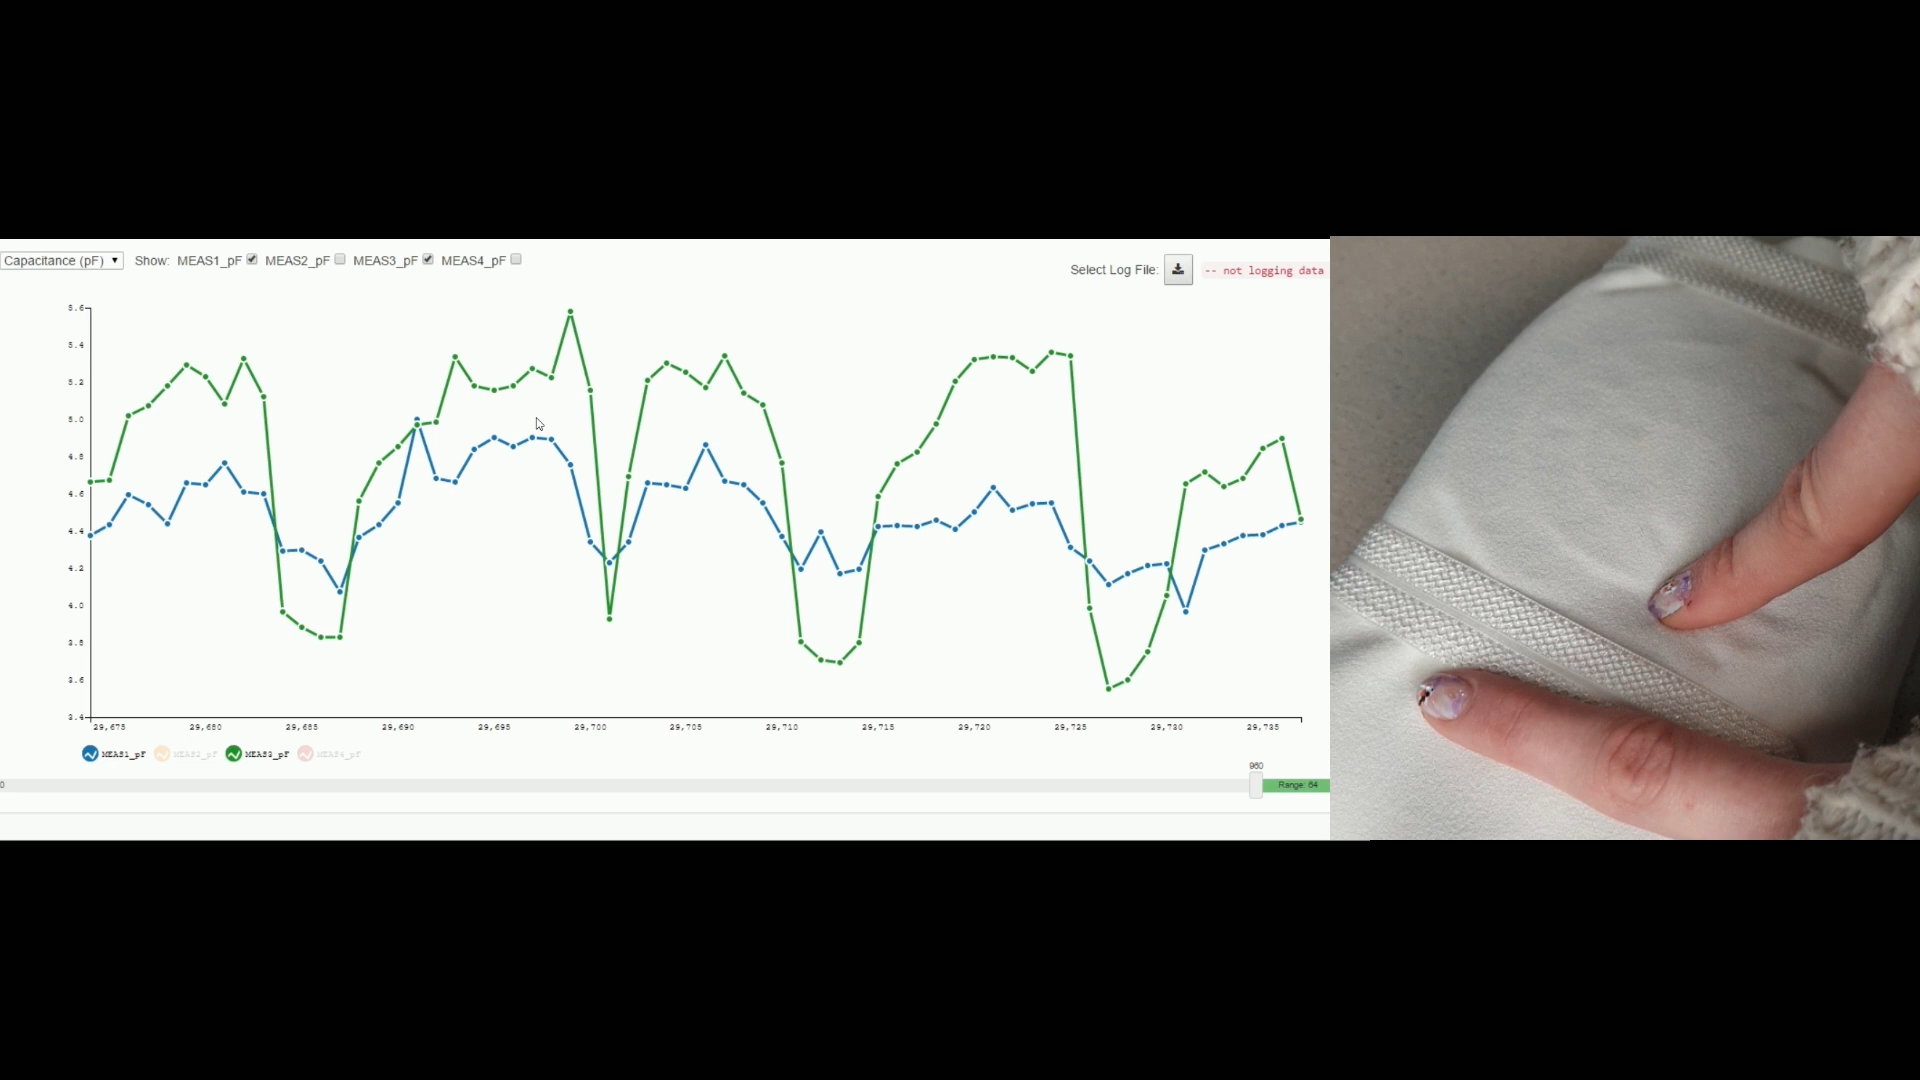 Capacitance (pF) Show: MEAS1_pF MEAS2_pF MEAS3_pF MEAS4_pF
Select Log File: -- not logging data
5.6
5.4
5.2
5.0
4.8
4.6
4.4
4.2
4.0
3.8
3.6
3.4
29,675 29,680 29,685 29,690 29,695 29,700 29,705 29,710 29,715 29,720 29,725 29,730 29,735
MEAS1_pF MEAS2_pF MEAS3_pF MEAS4_pF
960
0 Range: 64